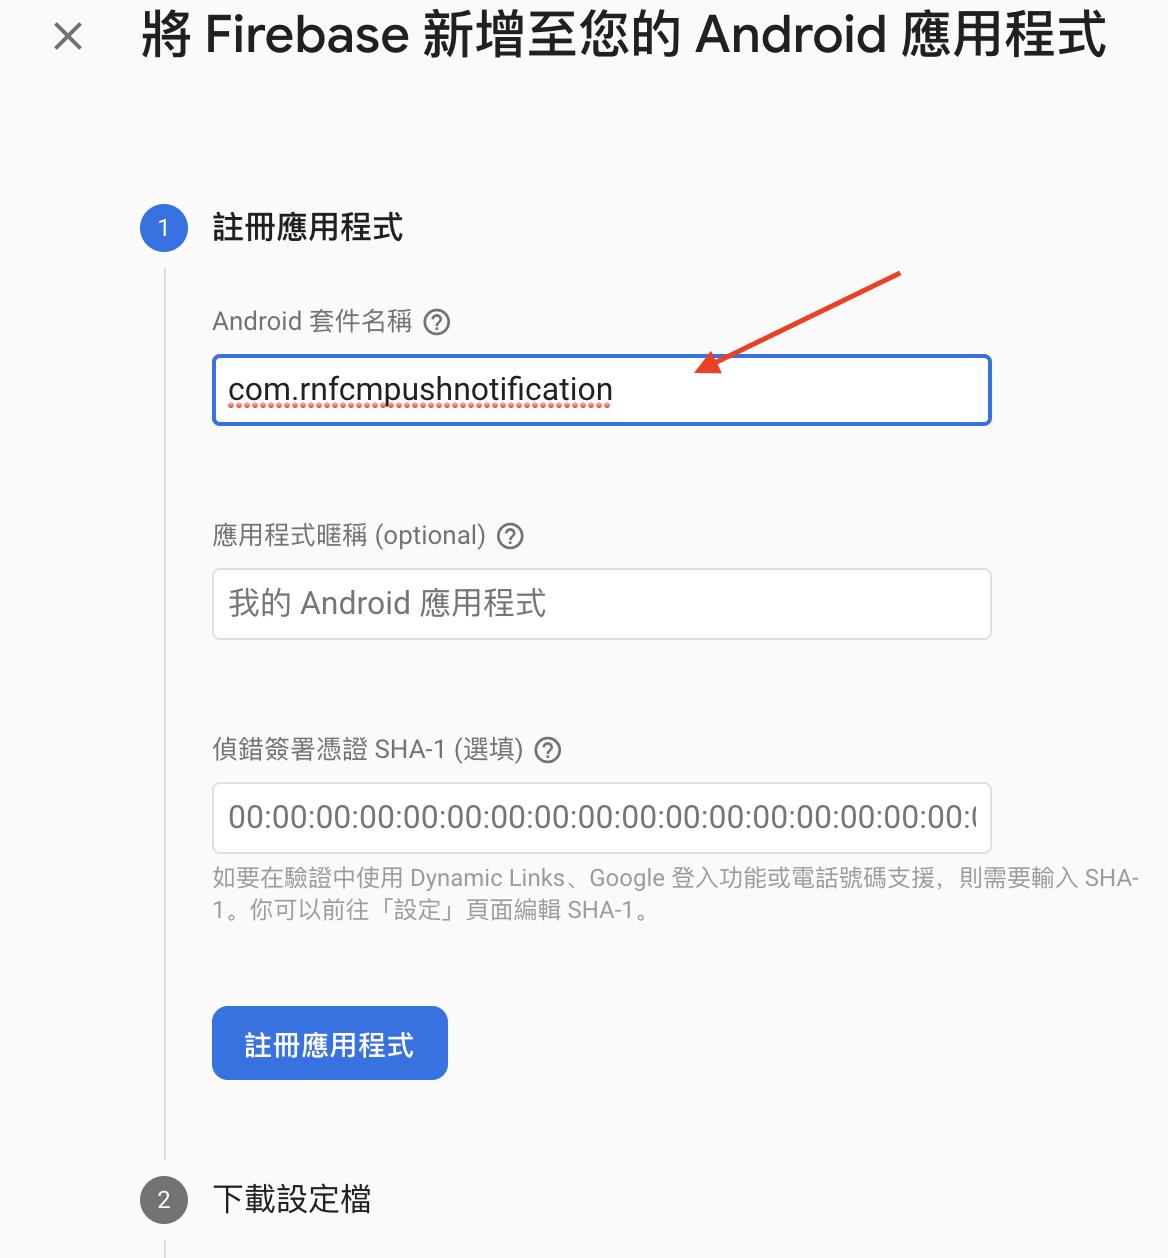 將 Firebase 新增至您的 Android 應用程式
1 註冊應用程式
Android 套件名稱 ?
com.rnfcmpushnotification
應用程式暱稱 (optional) ?
我的 Android 應用程式
偵錯簽署憑證 SHA-1 (選填) ?
00:00:00:00:00:00:00:00:00:00:00:00:00:00:00:00:00:
如要在驗證中使用 Dynamic Links、Google 登入功能或電話號碼支援，則需要輸入 SHA-
1。你可以前往「設定」頁面編輯 SHA-1。
註冊應用程式
2 下載設定檔